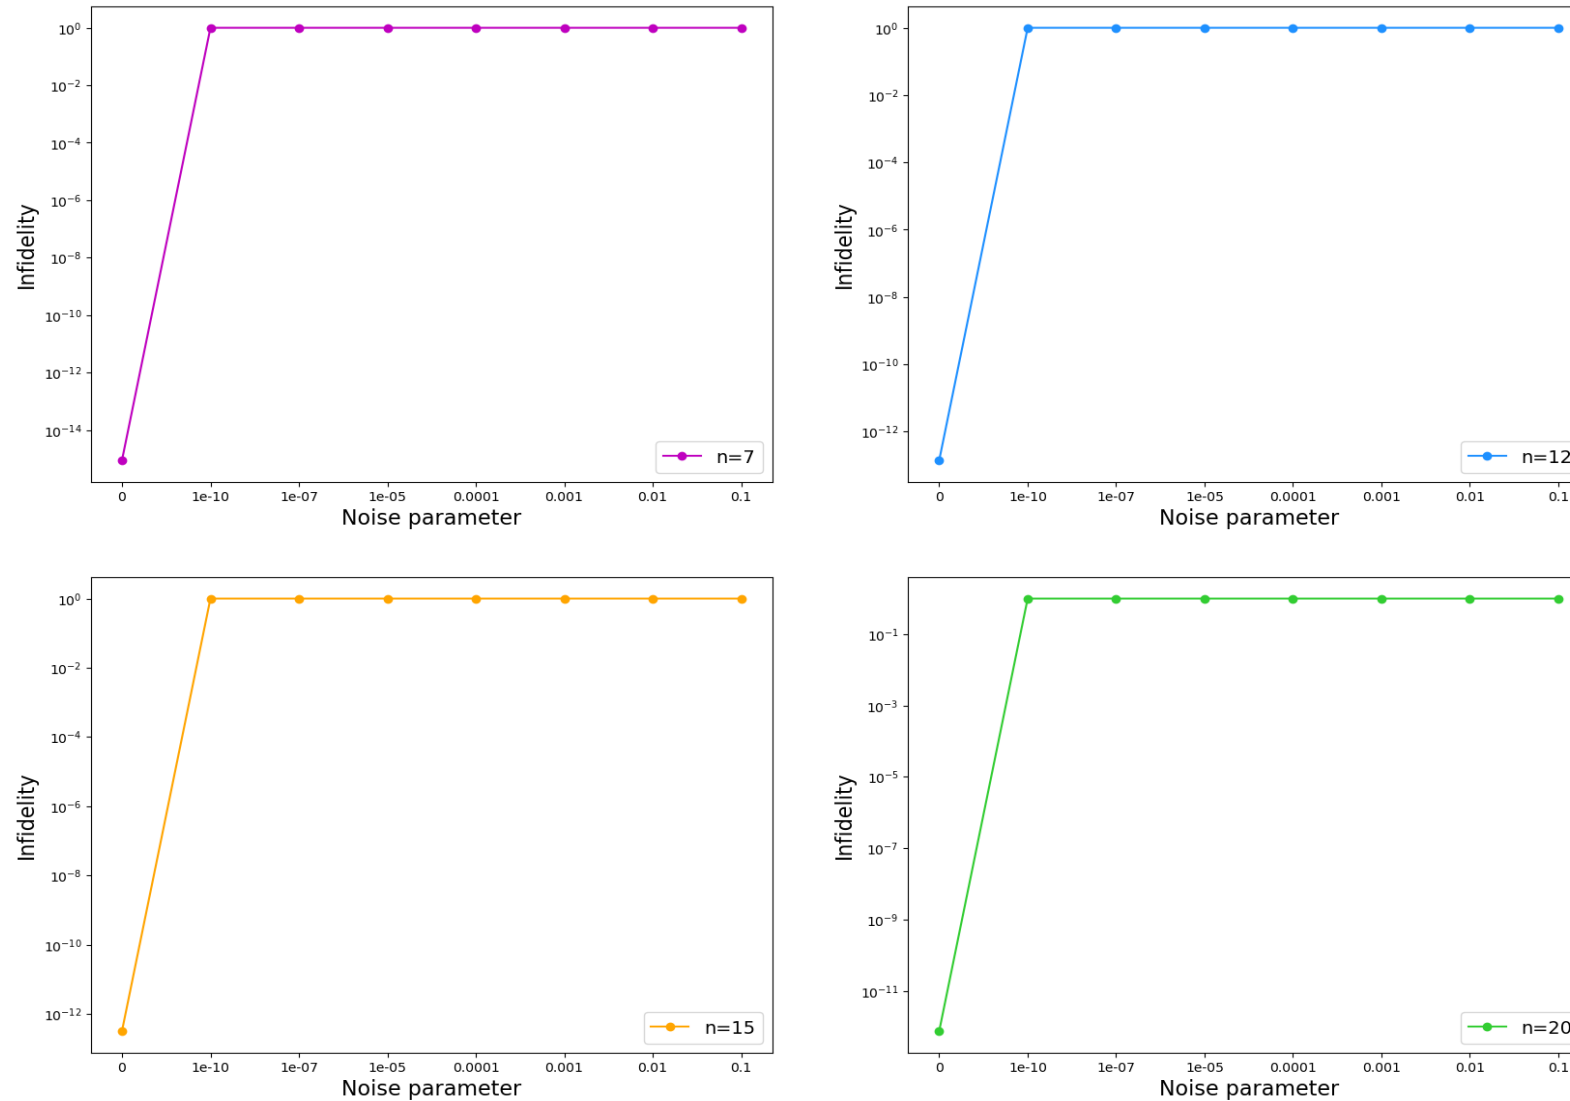 10⁰
10⁻²
10⁻⁴
10⁻⁶
10⁻⁸
10⁻¹⁰
10⁻¹²
10⁻¹⁴
Infidelity
n=7
0 1e-10 1e-07 1e-05 0.0001 0.001 0.01 0.1
Noise parameter
10⁰
10⁻²
10⁻⁴
10⁻⁶
10⁻⁸
10⁻¹⁰
10⁻¹²
Infidelity
n=12
0 1e-10 1e-07 1e-05 0.0001 0.001 0.01 0.1
Noise parameter
10⁰
10⁻²
10⁻⁴
10⁻⁶
10⁻⁸
10⁻¹⁰
10⁻¹²
Infidelity
n=15
0 1e-10 1e-07 1e-05 0.0001 0.001 0.01 0.1
Noise parameter
10⁻¹
10⁻³
10⁻⁵
10⁻⁷
10⁻⁹
10⁻¹¹
Infidelity
n=20
0 1e-10 1e-07 1e-05 0.0001 0.001 0.01 0.1
Noise parameter